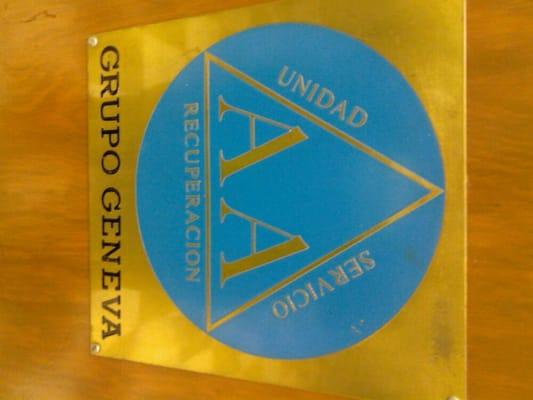 UNIDAD
SERVICIO
AA
RECUPERACION
GRUPO GENEVA